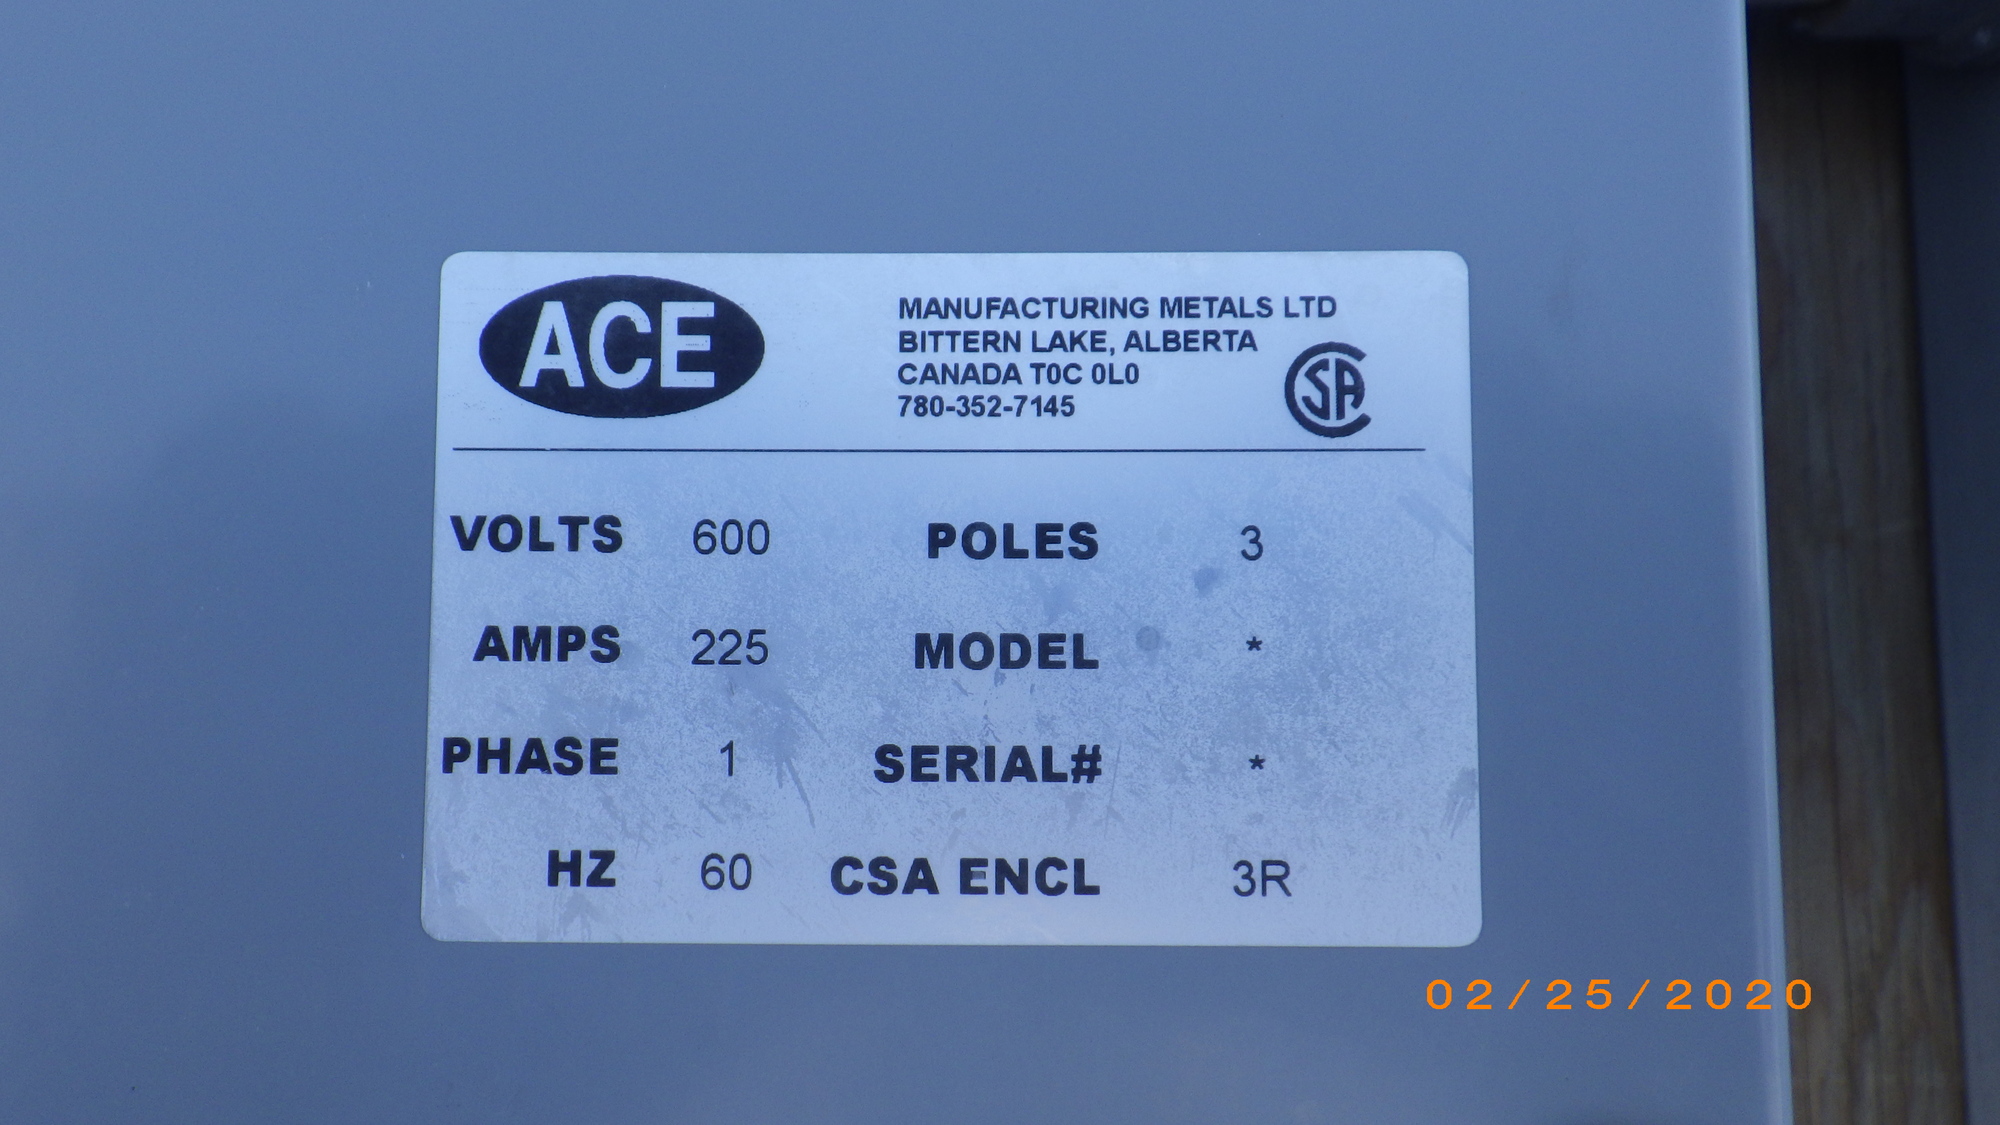 ACE
MANUFACTURING METALS LTD
BITTERN LAKE, ALBERTA
CANADA T0C 0L0
780-352-7145
CSA
VOLTS 600 POLES 3
AMPS 225 MODEL *
PHASE 1 SERIAL# *
HZ 60 CSA ENCL 3R
02/25/2020